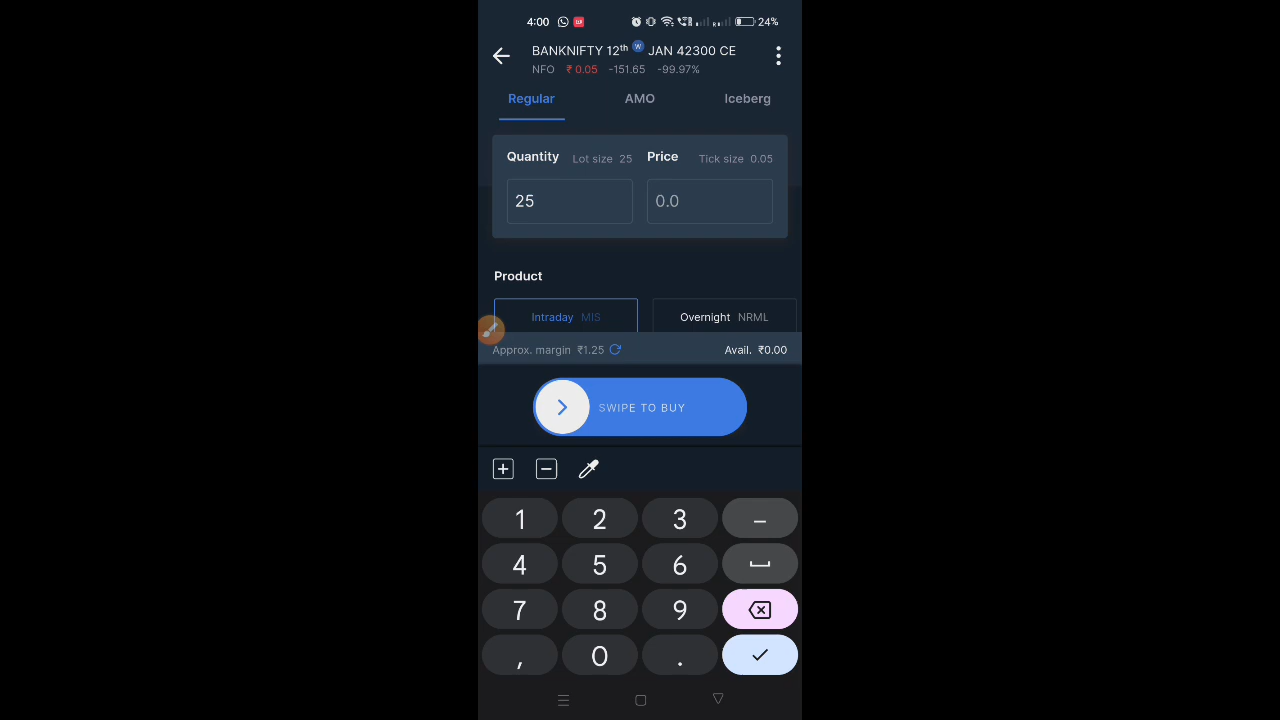 4:00 24%
BANKNIFTY 12th W JAN 42300 CE
NFO ₹ 0.05 -151.65 -99.97%
Regular AMO Iceberg
Quantity Lot size 25 Price Tick size 0.05
25 0.0
Product
Intraday MIS Overnight NRML
Approx. margin ₹1.25 Avail. ₹0.00
SWIPE TO BUY
1 2 3 –
4 5 6
7 8 9
, 0 .